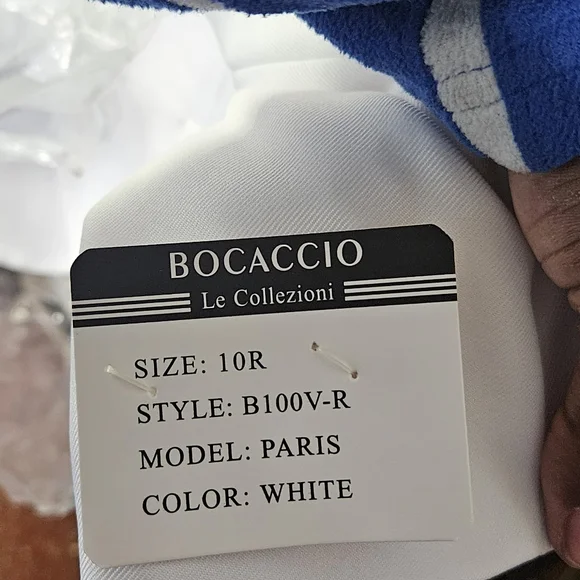 BOCACCIO
Le Collezioni
SIZE: 10R
STYLE: B100V-R
MODEL: PARIS
COLOR: WHITE